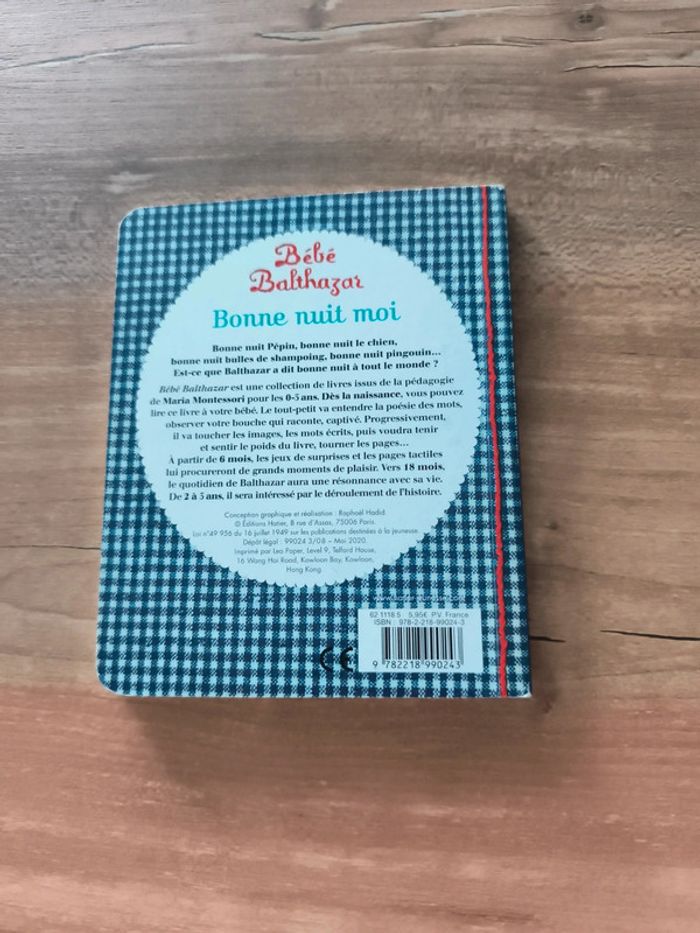 Bébé
Balthazar
Bonne nuit moi
Bonne nuit Pépin, bonne nuit le chien,
bonne nuit bulles de shampoing, bonne nuit pingouin...
Est-ce que Balthazar a dit bonne nuit à tout le monde ?
Bébé Balthazar est une collection de livres issus de la pédagogie
de Maria Montessori pour les 0-3 ans. Dès la naissance, vous pouvez
lire ce livre à votre bébé. Le tout-petit va entendre la poésie des mots,
observer votre bouche qui raconte, captivé. Progressivement,
il va toucher les images, les mots écrits, puis voudra tenir
et sentir le poids du livre, tourner les pages...
À partir de 6 mois, les jeux de surprises et les pages tactiles
lui procureront de grands moments de plaisir. Vers 18 mois,
le quotidien de Balthazar aura une résonnance avec sa vie.
De 2 à 3 ans, il sera intéressé par le déroulement de l'histoire.
Conception graphique et réalisation : Raphaël Hadid.
© Éditions Hatier, 8 rue d'Assas, 75006 Paris.
Loi n°49 956 du 16 juillet 1949 sur les publications destinées à la jeunesse.
Dépôt légal : 99024 3/08 – Mai 2020.
Imprimé par Leo Paper, Level 9, Telford House,
16 Wang Hoi Road, Kowloon Bay, Kowloon,
Hong Kong.
62 1118 5 5,95€ P.V. France
ISBN : 978-2-218-99024-3
CE
9 782218 990243